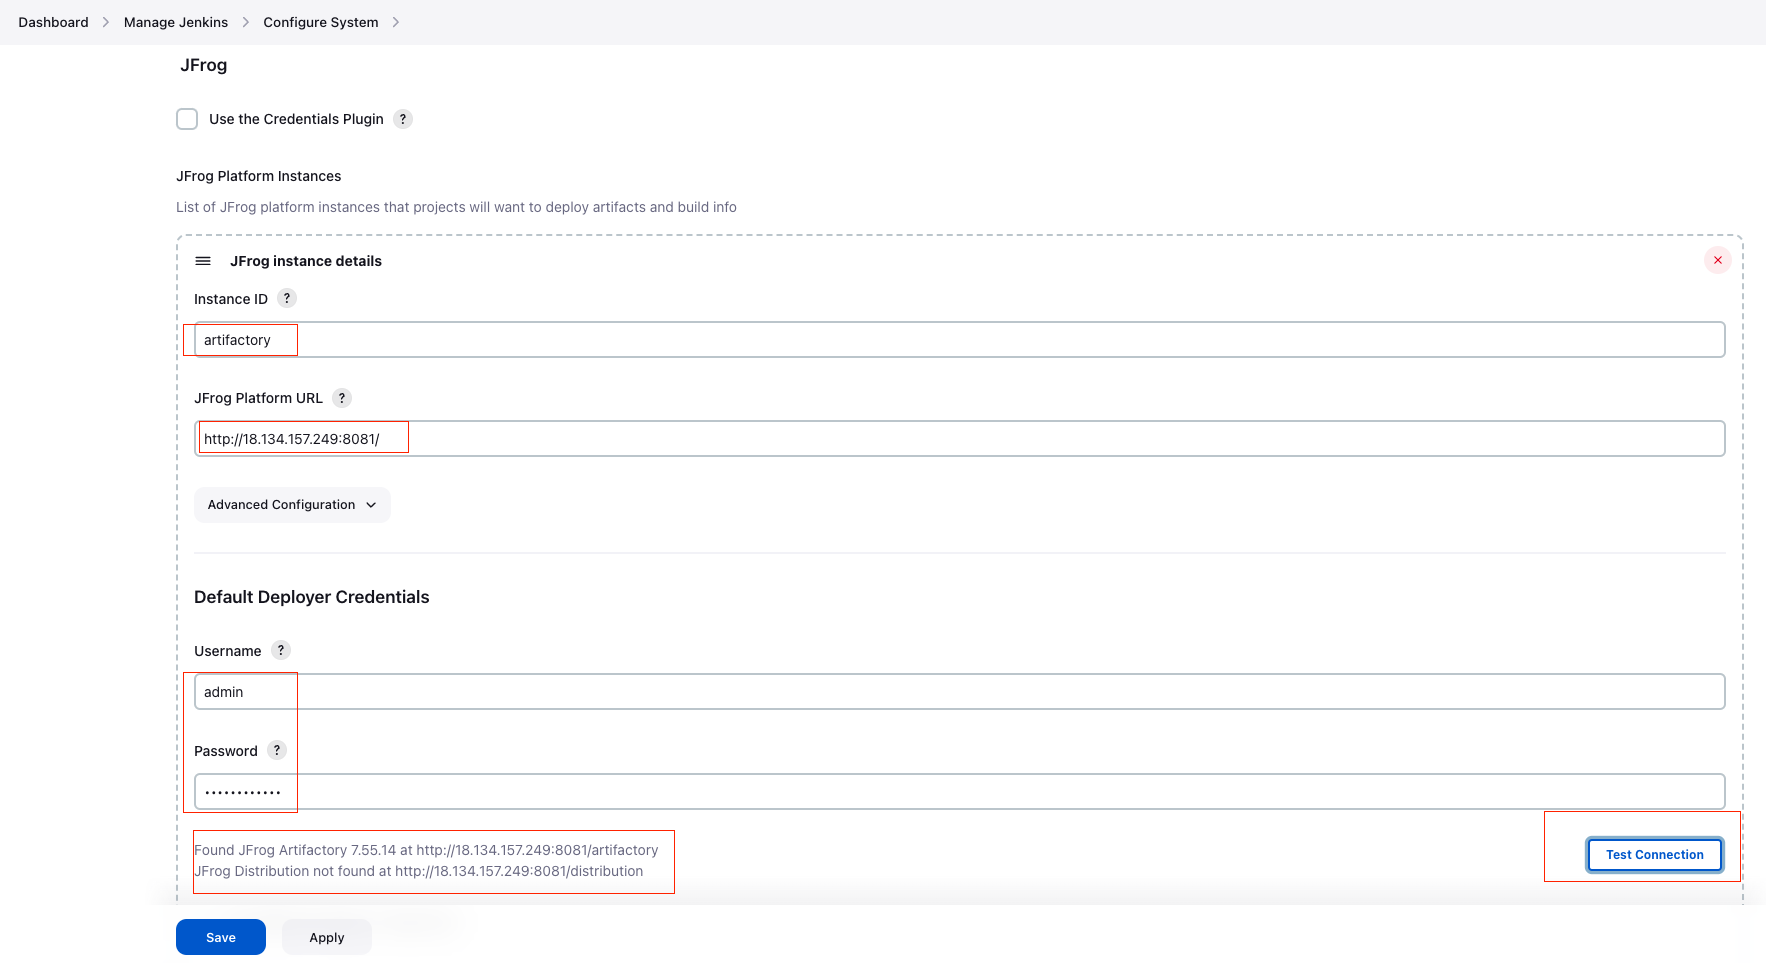 Dashboard > Manage Jenkins > Configure System >
JFrog
Use the Credentials Plugin ?
JFrog Platform Instances
List of JFrog platform instances that projects will want to deploy artifacts and build info
JFrog instance details
Instance ID ?
artifactory
JFrog Platform URL ?
http://18.134.157.249:8081/
Advanced Configuration
Default Deployer Credentials
Username ?
admin
Password ?
••••••••••••
Found JFrog Artifactory 7.55.14 at http://18.134.157.249:8081/artifactory
JFrog Distribution not found at http://18.134.157.249:8081/distribution
Test Connection
Save
Apply